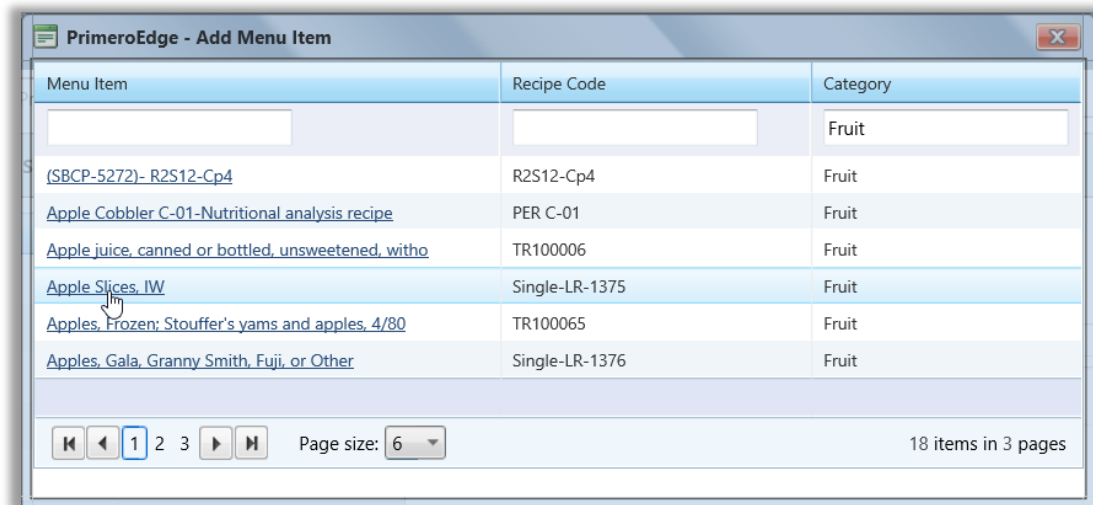 PrimeroEdge - Add Menu Item
Menu Item Recipe Code Category
Fruit
(SBCP-5272)- R2S12-Cp4 R2S12-Cp4 Fruit
Apple Cobbler C-01-Nutritional analysis recipe PER C-01 Fruit
Apple juice, canned or bottled, unsweetened, witho TR100006 Fruit
Apple Slices, IW Single-LR-1375 Fruit
Apples, Frozen; Stouffer's yams and apples, 4/80 TR100065 Fruit
Apples, Gala, Granny Smith, Fuji, or Other Single-LR-1376 Fruit
1 2 3 Page size: 6 18 items in 3 pages